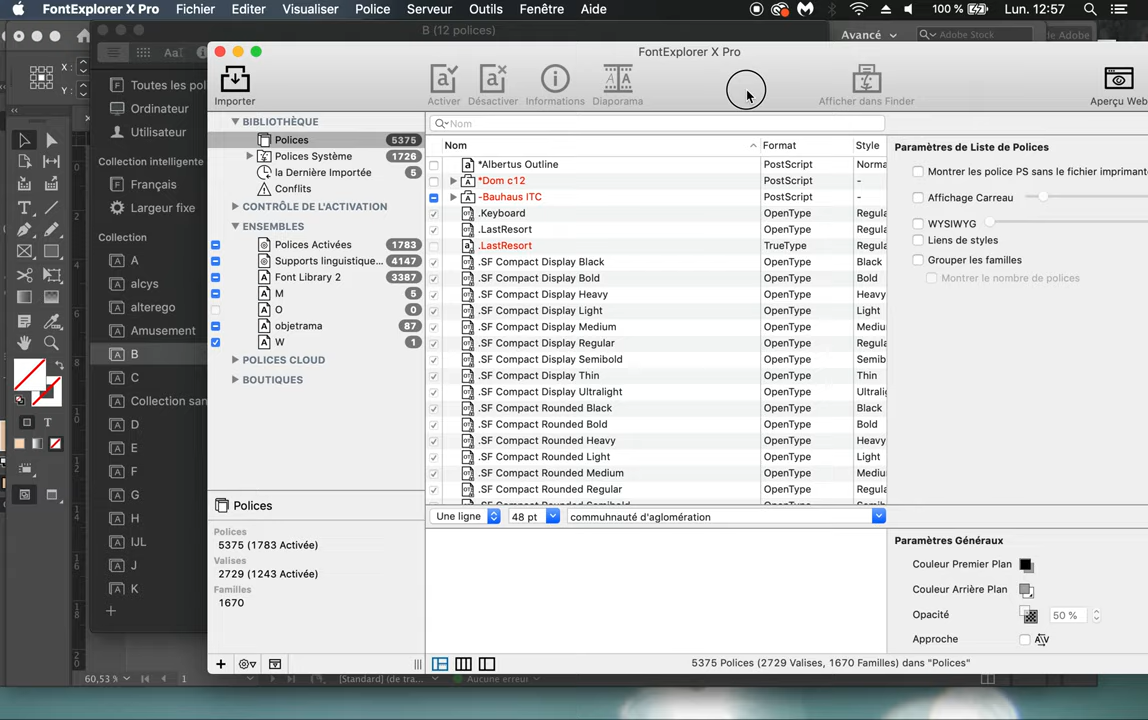 FontExplorer X Pro Fichier Editer Visualiser Police Serveur Outils Fenêtre Aide 100 % Lun. 12:57
B (12 polices)
Avancé
Adobe Stock
le Adobe
FontExplorer X Pro
X :
Y :
Toutes les pol
Ordinateur
Utilisateur
Collection intelligente
Français
Largeur fixe
Collection
A
alcys
alterego
Amusement
B
C
Collection san
D
E
F
G
H
IJL
J
K
Importer
Activer
Désactiver
Informations
Diaporama
Afficher dans Finder
Aperçu Web
BIBLIOTHÈQUE
Polices 5375
Polices Système 1726
la Dernière Importée 5
Conflits
CONTRÔLE DE L'ACTIVATION
ENSEMBLES
Polices Activées 1783
Supports linguistique... 4147
Font Library 2 3387
M 5
O 0
objetrama 87
W 1
POLICES CLOUD
BOUTIQUES
Polices
Polices
5375 (1783 Activée)
Valises
2729 (1243 Activée)
Familles
1670
Nom
Nom Format Style
*Albertus Outline PostScript Norma
*Dom c12 PostScript -
-Bauhaus ITC PostScript -
.Keyboard OpenType Regula
.LastResort OpenType Regula
.LastResort TrueType Regula
.SF Compact Display Black OpenType Black
.SF Compact Display Bold OpenType Bold
.SF Compact Display Heavy OpenType Heavy
.SF Compact Display Light OpenType Light
.SF Compact Display Medium OpenType Mediun
.SF Compact Display Regular OpenType Regula
.SF Compact Display Semibold OpenType Semib
.SF Compact Display Thin OpenType Thin
.SF Compact Display Ultralight OpenType Ultralig
.SF Compact Rounded Black OpenType Black
.SF Compact Rounded Bold OpenType Bold
.SF Compact Rounded Heavy OpenType Heavy
.SF Compact Rounded Light OpenType Light
.SF Compact Rounded Medium OpenType Mediun
.SF Compact Rounded Regular OpenType Regula
Une ligne 48 pt commuhnauté d'aglomération
Paramètres de Liste de Polices
Montrer les police PS sans le fichier imprimante
Affichage Carreau
WYSIWYG
Liens de styles
Grouper les familles
Montrer le nombre de polices
Paramètres Généraux
Couleur Premier Plan
Couleur Arrière Plan
Opacité 50 %
Approche
5375 Polices (2729 Valises, 1670 Familles) dans "Polices"
60,53 % 1 [Standard] (de tra... Aucune erreur